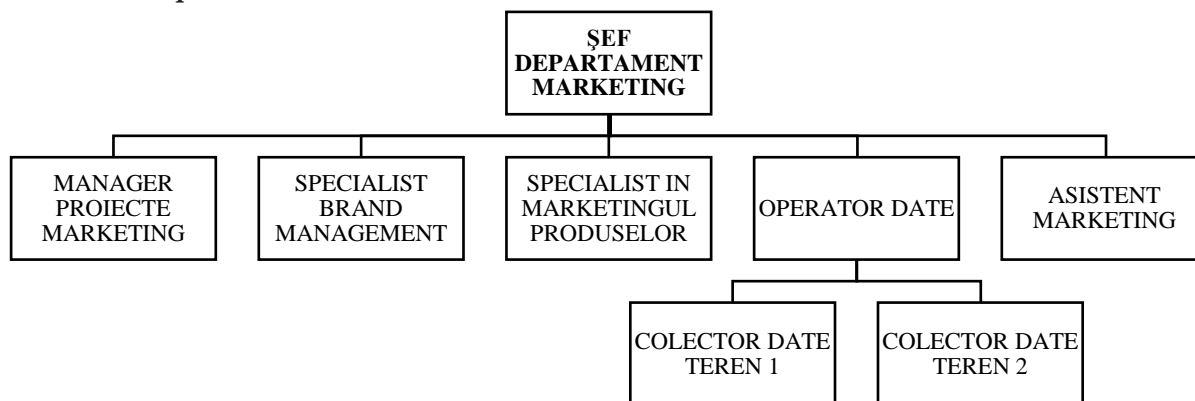 ŞEF
DEPARTAMENT
MARKETING
MANAGER
PROIECTE
MARKETING
SPECIALIST
BRAND
MANAGEMENT
SPECIALIST IN
MARKETINGUL
PRODUSELOR
OPERATOR DATE
ASISTENT
MARKETING
COLECTOR DATE
TEREN 1
COLECTOR DATE
TEREN 2